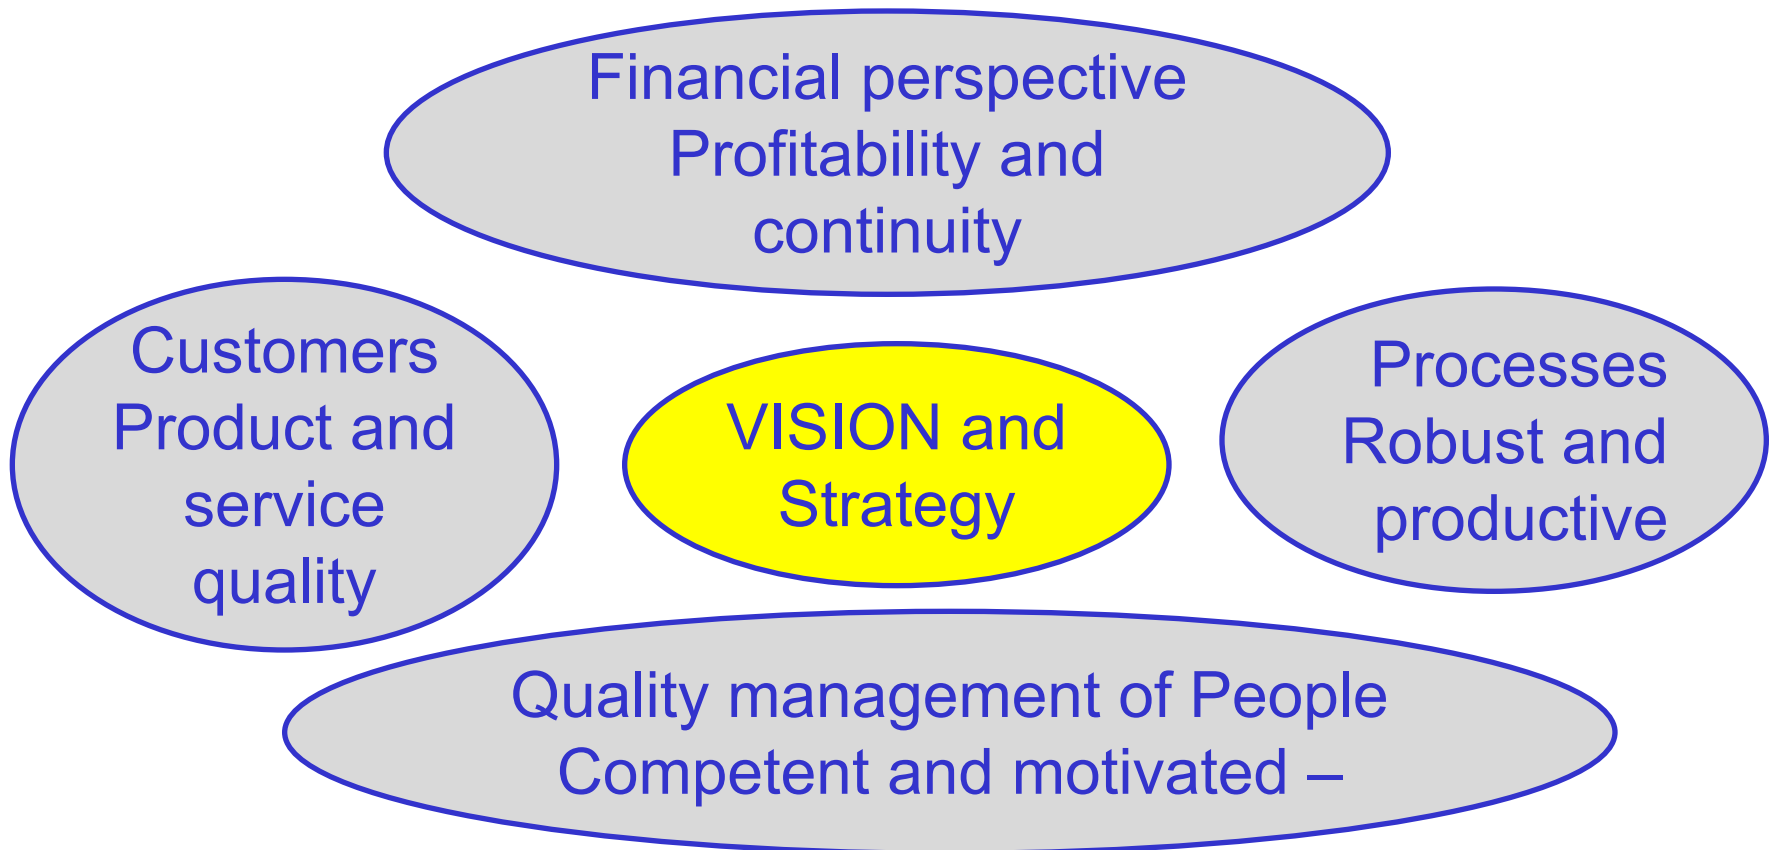 Financial perspective
Profitability and
continuity
Customers
Product and
service
quality
VISION and
Strategy
Processes
Robust and
productive
Quality management of People
Competent and motivated –